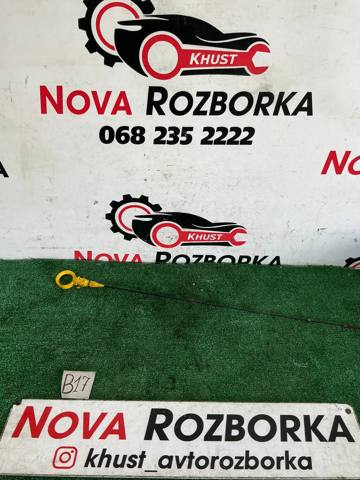 KHUST
NOVA ROZBORKA
068 235 2222
NO
KHUST
NOVA ROZBORKA
B17
NOVA ROZBORKA
khust_avtorozborka